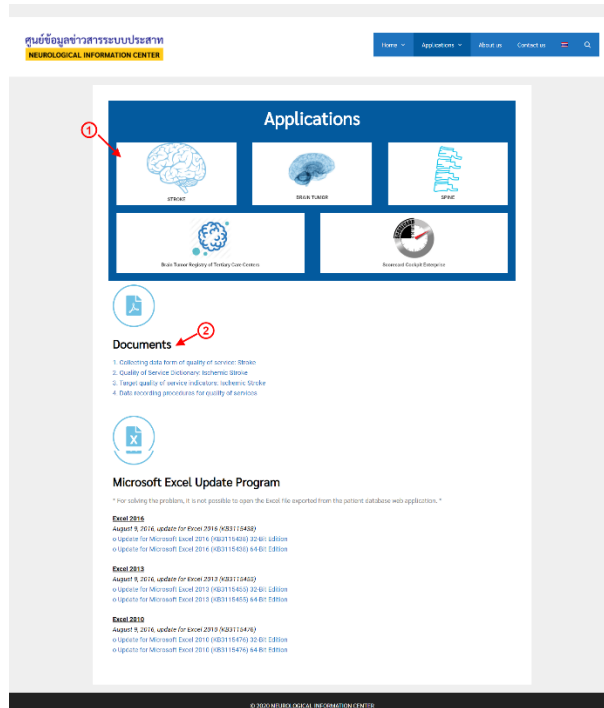 ศูนย์ข้อมูลข่าวสารระบบประสาท
NEUROLOGICAL INFORMATION CENTER
Home Applications About us Contact us
Applications
1
STROKE
BRAIN TUMOR
SPINE
Brain Tumor Registry of Tertiary Care Centers
Scorecard Cockpit Enterprise
2
Documents
1. Collecting data form of quality of service: Stroke
2. Quality of Service Dictionary: Ischemic Stroke
3. Target quality of service indicators: Ischemic Stroke
4. Data recording procedures for quality of services
X
Microsoft Excel Update Program
* For solving the problem, it is not possible to open the Excel file exported from the patient database web application. *
Excel 2016
August 9, 2016, update for Excel 2016 (KB3115438)
o Update for Microsoft Excel 2016 (KB3115438) 32-Bit Edition
o Update for Microsoft Excel 2016 (KB3115438) 64-Bit Edition
Excel 2013
August 9, 2016, update for Excel 2013 (KB3115455)
o Update for Microsoft Excel 2013 (KB3115455) 32-Bit Edition
o Update for Microsoft Excel 2013 (KB3115455) 64-Bit Edition
Excel 2010
August 9, 2016, update for Excel 2010 (KB3115476)
o Update for Microsoft Excel 2010 (KB3115476) 32-Bit Edition
o Update for Microsoft Excel 2010 (KB3115476) 64-Bit Edition
© 2020 NEUROLOGICAL INFORMATION CENTER